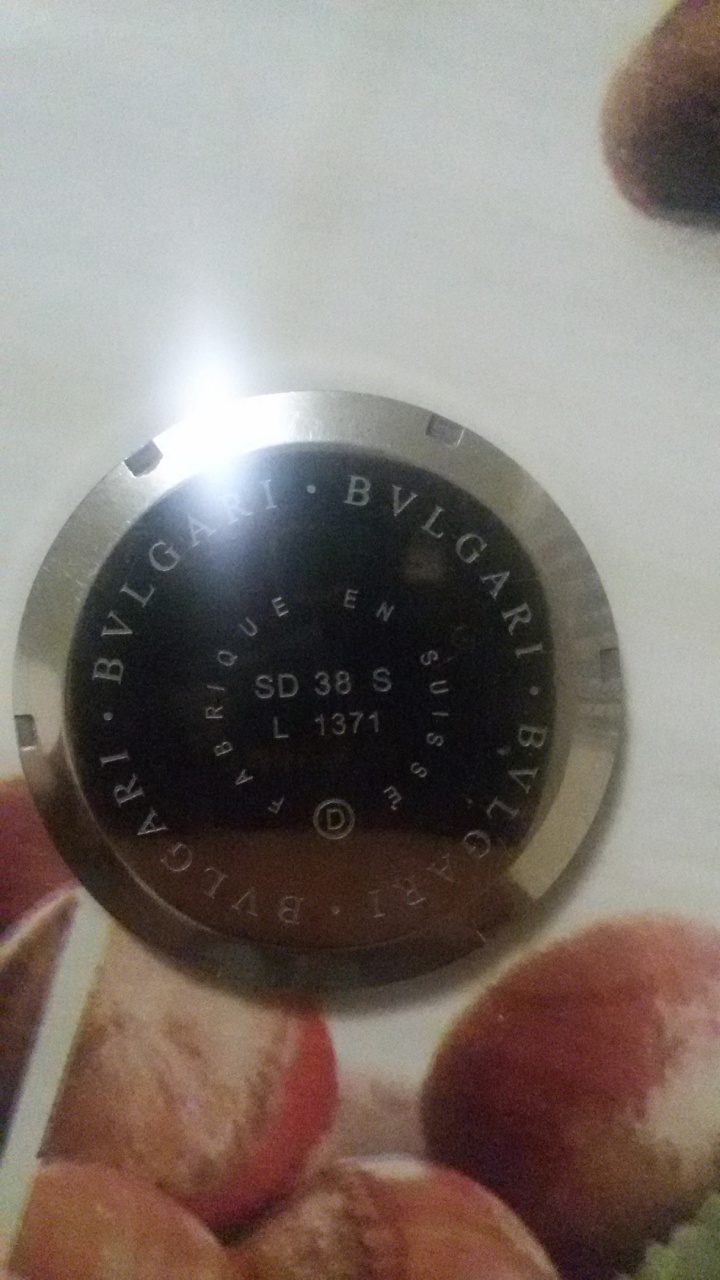 BVLGARI · BVLGARI · BVLGARI · BVLGARI ·
FABRIQUE EN SUISSE
SD 38 S
L 1371
D